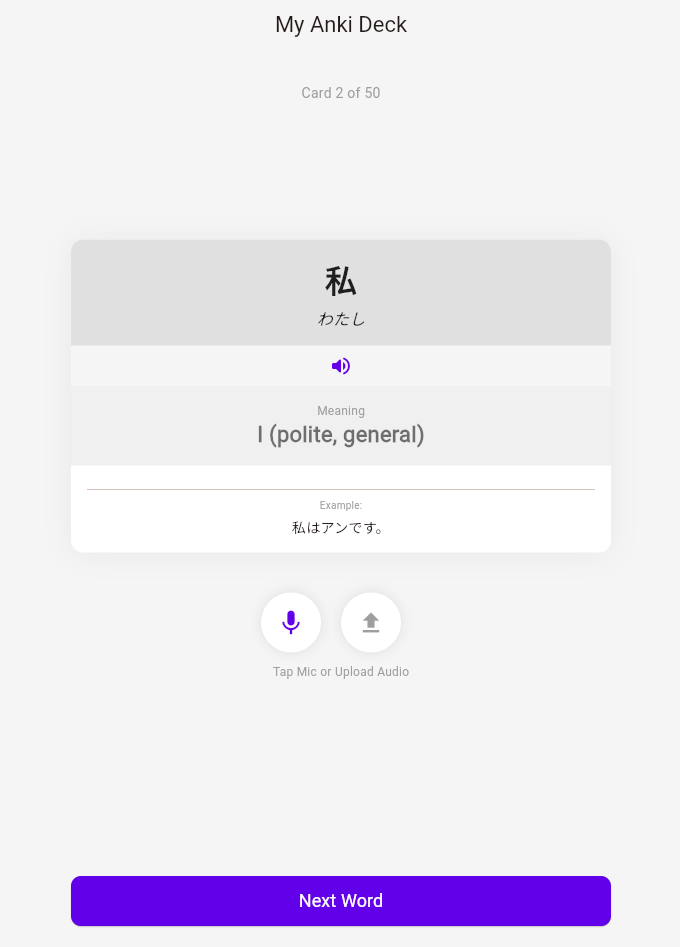 My Anki Deck
Card 2 of 50
私
わたし
Meaning
I (polite, general)
Example:
私はアンです。
Tap Mic or Upload Audio
Next Word